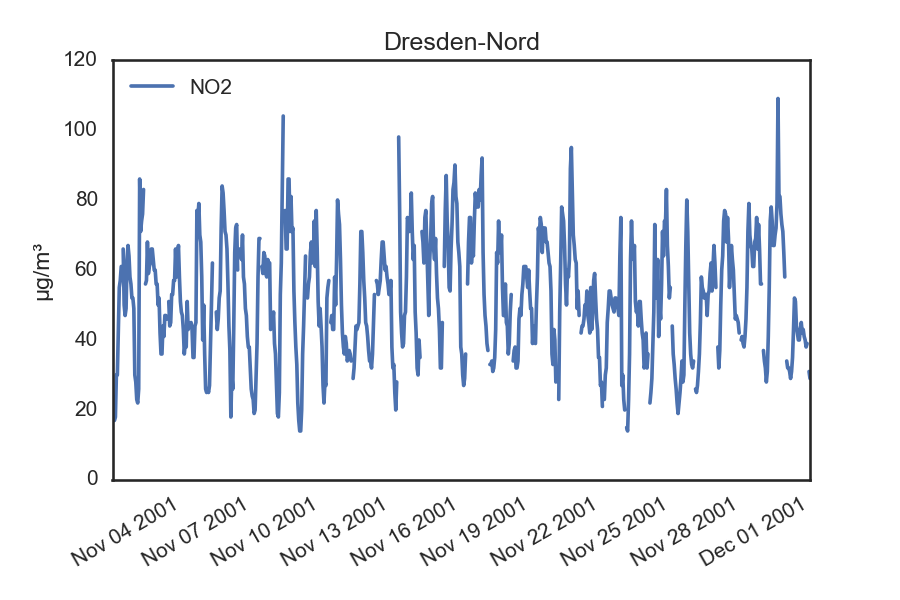 Dresden-Nord
NO2
µg/m³
120
100
80
60
40
20
0
Nov 04 2001
Nov 07 2001
Nov 10 2001
Nov 13 2001
Nov 16 2001
Nov 19 2001
Nov 22 2001
Nov 25 2001
Nov 28 2001
Dec 01 2001